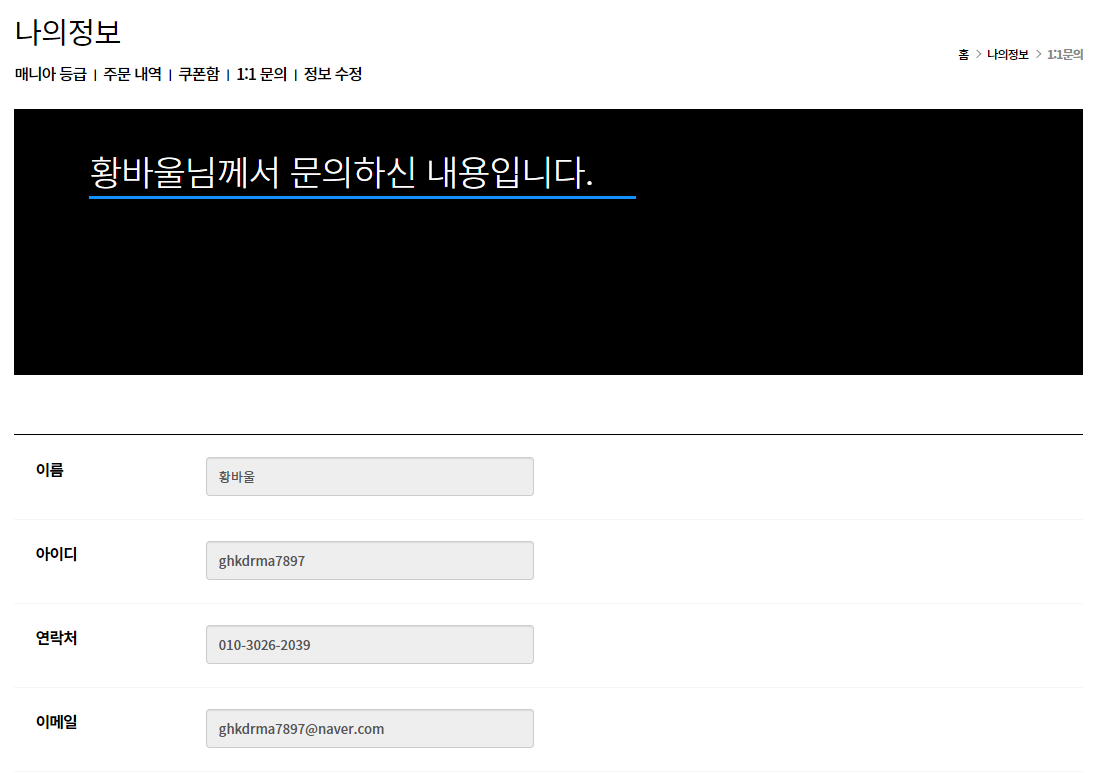 나의정보
홈 > 나의정보 > 1:1문의
매니아 등급 | 주문 내역 | 쿠폰함 | 1:1 문의 | 정보 수정
황바울님께서 문의하신 내용입니다.
이름 황바울
아이디 ghkdrma7897
연락처 010-3026-2039
이메일 ghkdrma7897@naver.com